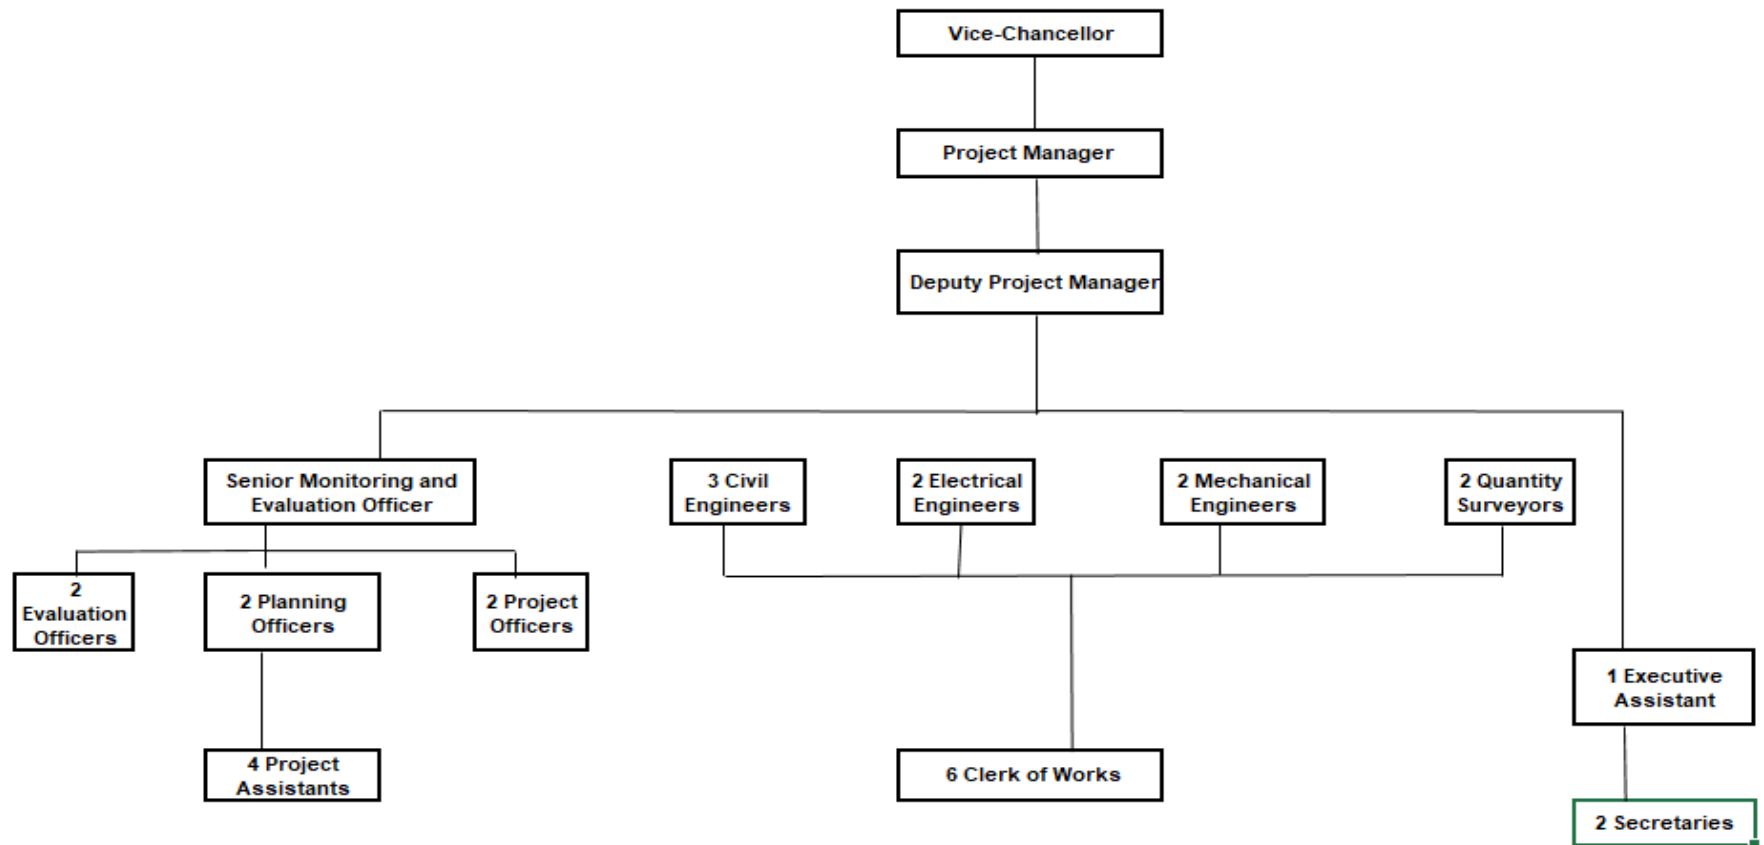 Vice-Chancellor
Project Manager
Deputy Project Manager
Senior Monitoring and
Evaluation Officer
3 Civil
Engineers
2 Electrical
Engineers
2 Mechanical
Engineers
2 Quantity
Surveyors
2
Evaluation
Officers
2 Planning
Officers
2 Project
Officers
1 Executive
Assistant
4 Project
Assistants
6 Clerk of Works
2 Secretaries